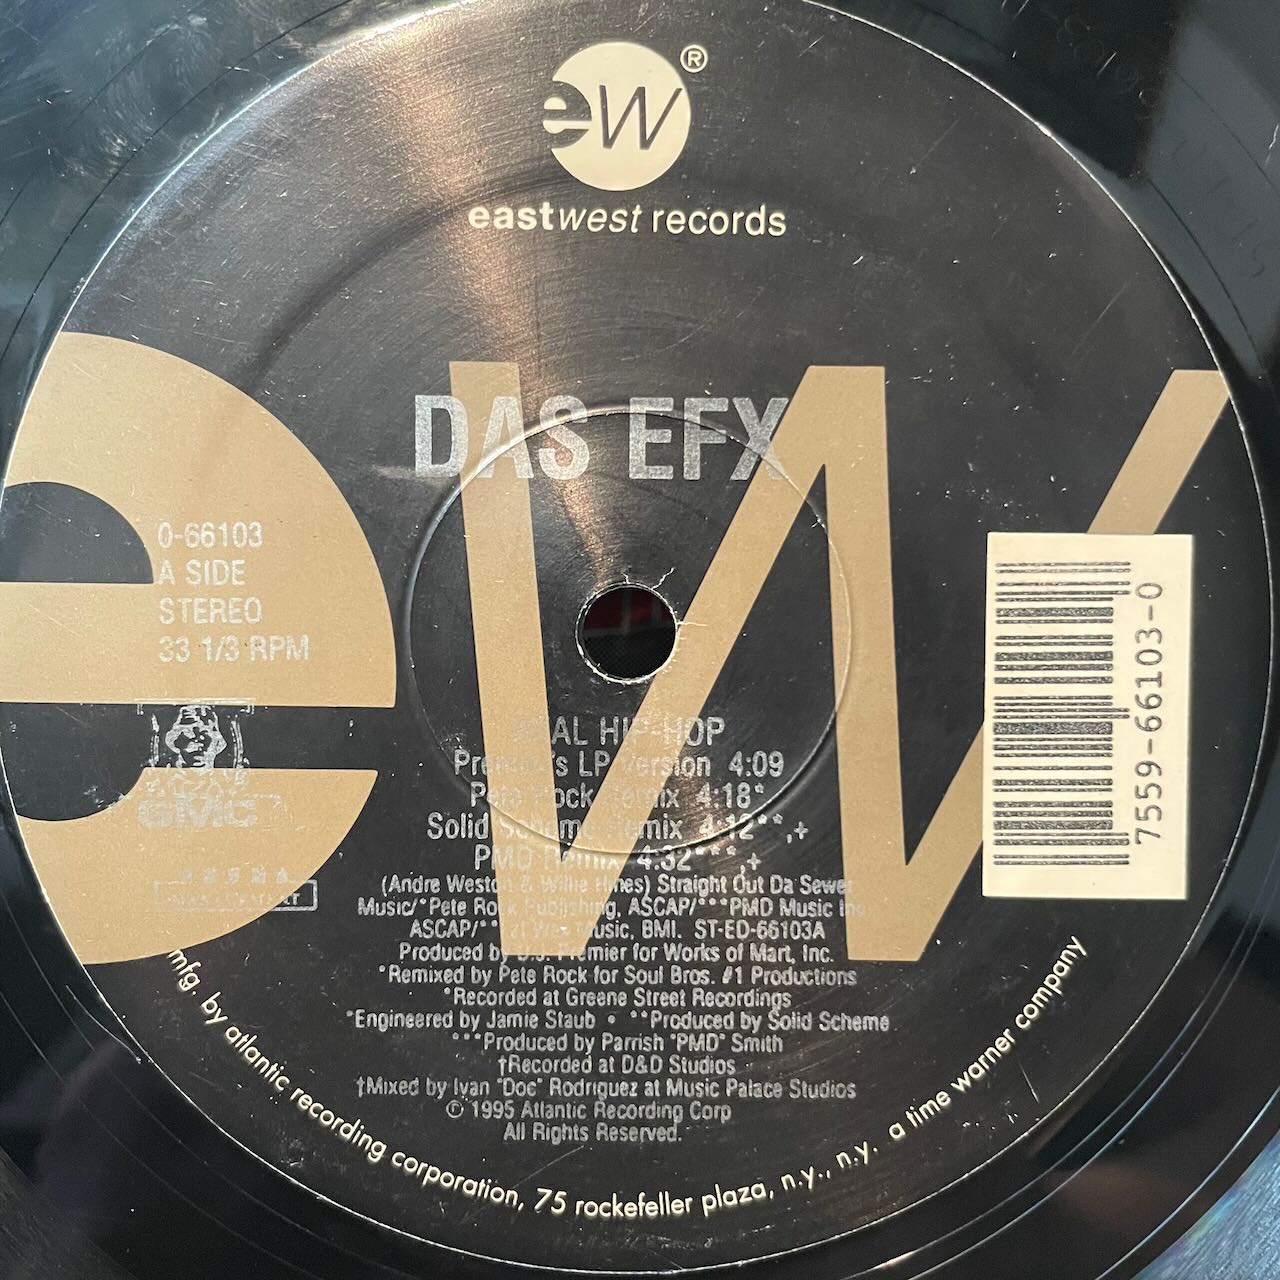 ew®
eastwest records
ew
DAS EFX
0-66103
A SIDE
STEREO
33 1/3 RPM
GMC
7559-66103-0
HIP-HOP
LP Version 4:09
Pete Rock Remix 4:18*
Solid Scheme Remix 4:12**,+
PMD Remix 4:32***,+
(Andre Weston & Willie Hines) Straight Out Da Sewer
Music/*Pete Rock Publishing, ASCAP/***PMD Music Inc
ASCAP/** Music, BMI. ST-ED-66103A
Produced by Premier for Works of Mart, Inc.
*Remixed by Pete Rock for Soul Bros. #1 Productions
*Recorded at Greene Street Recordings
*Engineered by Jamie Staub • **Produced by Solid Scheme
***Produced by Parrish "PMD" Smith
†Recorded at D&D Studios
†Mixed by Ivan "Doc" Rodriguez at Music Palace Studios
℗ 1995 Atlantic Recording Corp
All Rights Reserved.
mfg. by atlantic recording corporation, 75 rockefeller plaza, n.y., n.y. a time warner company